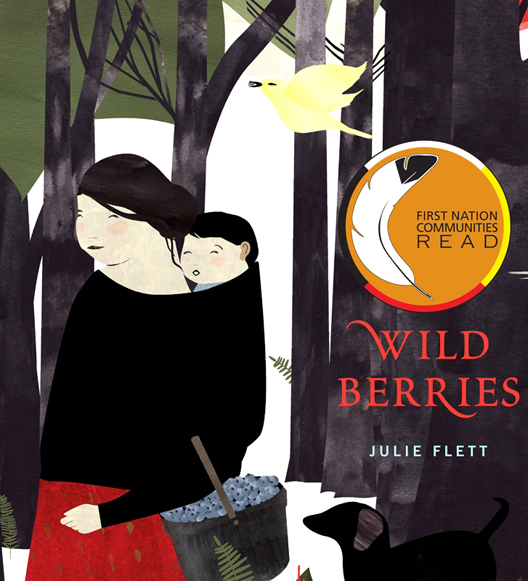 FIRST NATION
COMMUNITIES
READ
WILD
BERRIES
JULIE FLETT